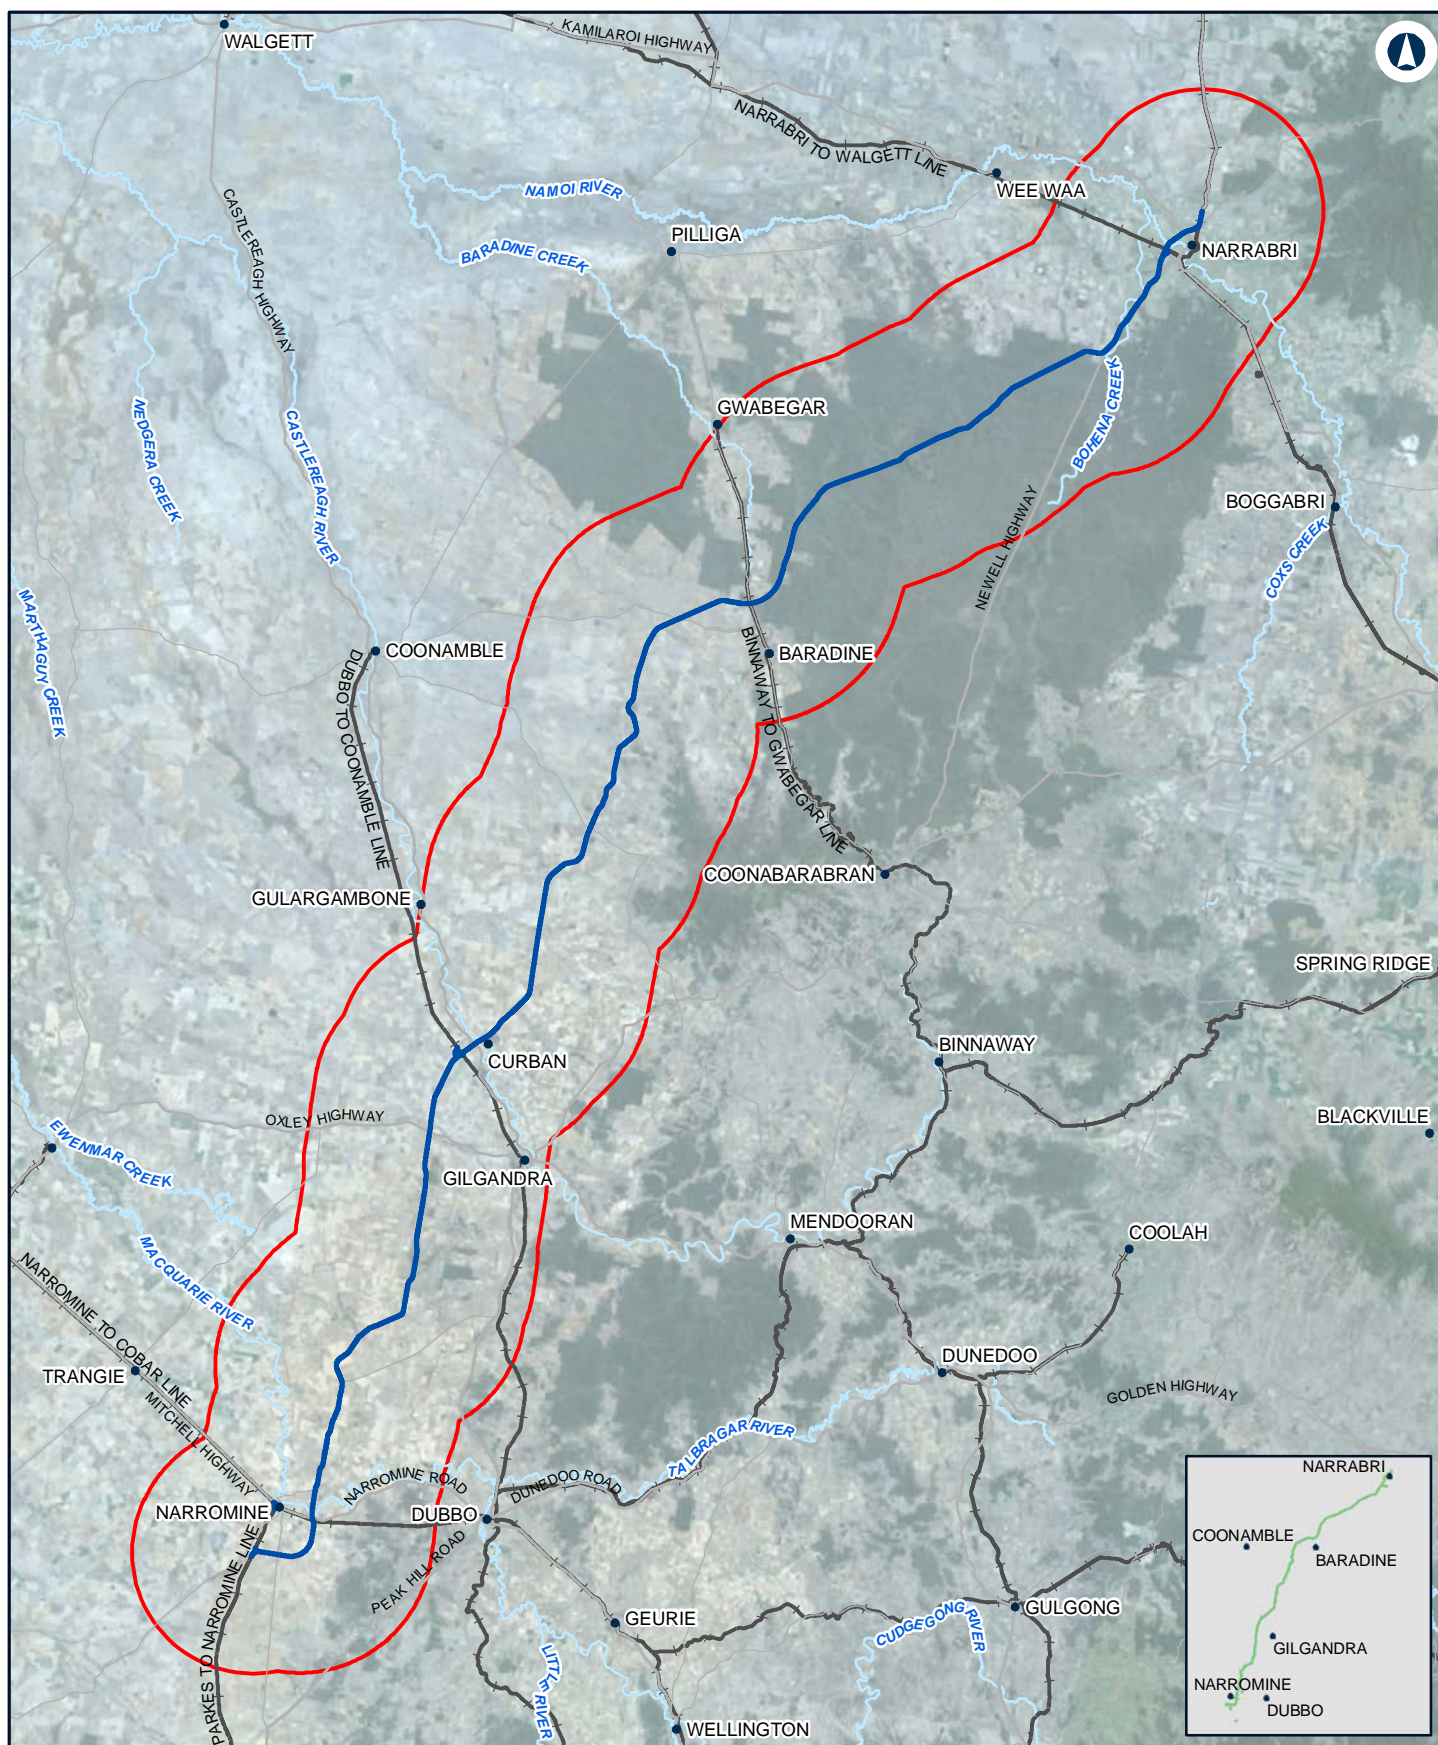 WALGETT
KAMILAROI HIGHWAY
NARRABRI TO WALGETT LINE
WEE WAA
NAMOI RIVER
CASTLEREAGH HIGHWAY
PILLIGA
BARADINE CREEK
NARRABRI
GWABEGAR
BOHENA CREEK
NEDGERA CREEK
CASTLEREAGH RIVER
NEWELL HIGHWAY
BOGGABRI
COXS CREEK
MARTHAGUY CREEK
COONAMBLE
DUBBO TO COONAMBLE LINE
BARADINE
BINNAWAY TO GWABEGAR LINE
COONABARABRAN
GULARGAMBONE
SPRING RIDGE
CURBAN
BINNAWAY
OXLEY HIGHWAY
BLACKVILLE
EWENMAR CREEK
GILGANDRA
MENDOORAN
COOLAH
MACQUARIE RIVER
NARROMINE TO COBAR LINE
TRANGIE
MITCHELL HIGHWAY
DUNEDOO
GOLDEN HIGHWAY
TALBRAGAR RIVER
NARROMINE ROAD
DUNEDOO ROAD
NARROMINE
DUBBO
PEAK HILL ROAD
PARKES TO NARROMINE LINE
GEURIE
GULGONG
CUDGEGONG RIVER
LITTLE RIVER
WELLINGTON
NARRABRI
COONAMBLE
BARADINE
GILGANDRA
NARROMINE
DUBBO